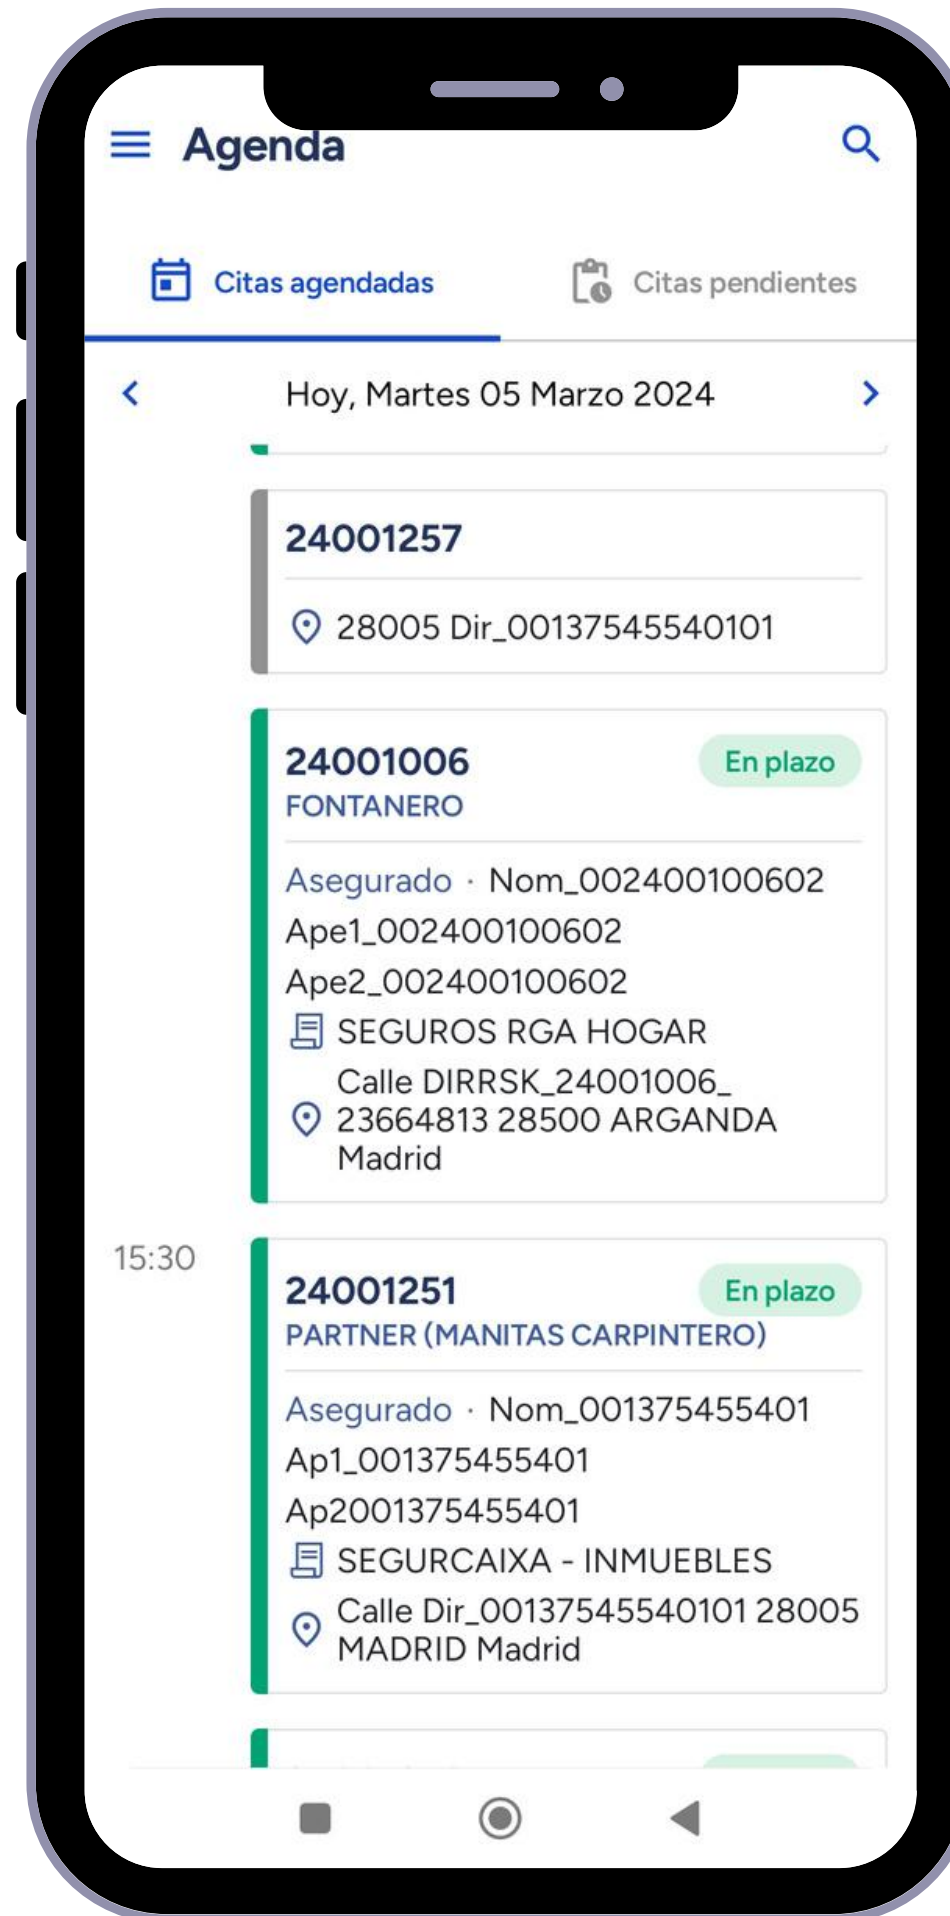 Agenda
Citas agendadas
Citas pendientes
Hoy, Martes 05 Marzo 2024
24001257
28005 Dir_00137545540101
24001006
En plazo
FONTANERO
Asegurado · Nom_002400100602
Ape1_002400100602
Ape2_002400100602
SEGUROS RGA HOGAR
Calle DIRRSK_24001006_
23664813 28500 ARGANDA
Madrid
15:30
24001251
En plazo
PARTNER (MANITAS CARPINTERO)
Asegurado · Nom_001375455401
Ap1_001375455401
Ap2001375455401
SEGURCAIXA - INMUEBLES
Calle Dir_00137545540101 28005
MADRID Madrid